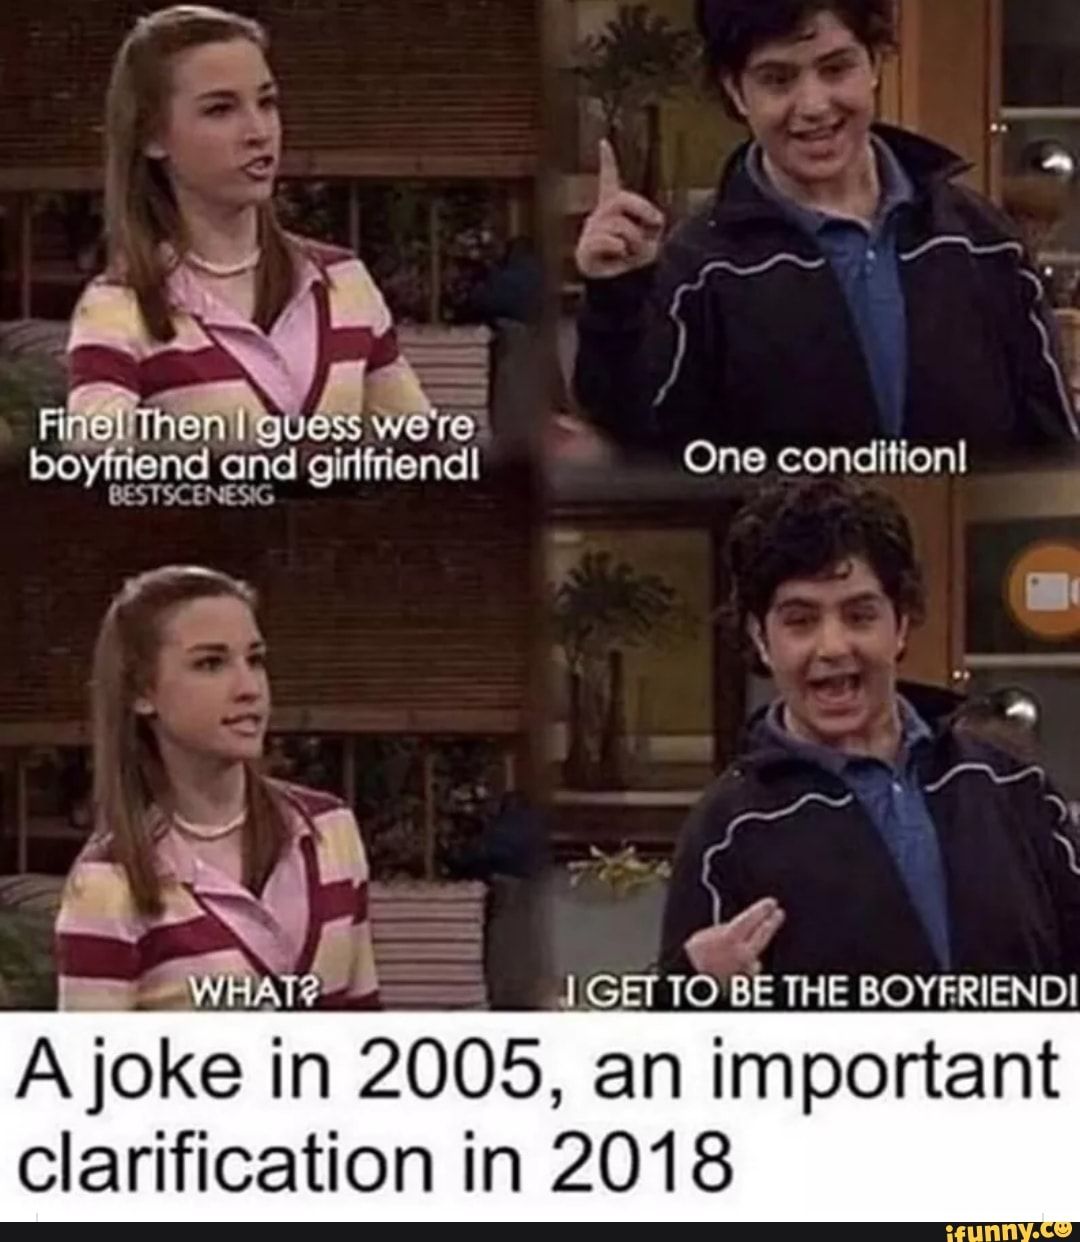 Fine! Then I guess we're
boyfriend and girlfriend!
BESTSCENESIG
One condition!
WHAT?
I GET TO BE THE BOYFRIEND!
A joke in 2005, an important
clarification in 2018
ifunny.co